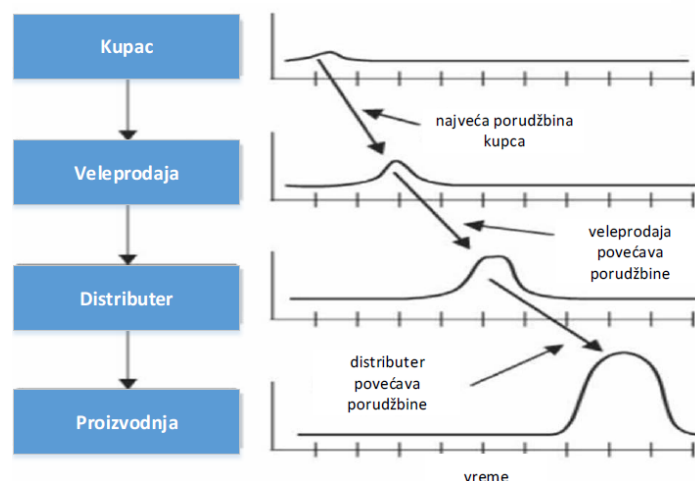 Kupac
najveća porudžbina
kupca
Veleprodaja
veleprodaja
povećava
porudžbine
Distributer
distributer
povećava
porudžbine
Proizvodnja
vreme